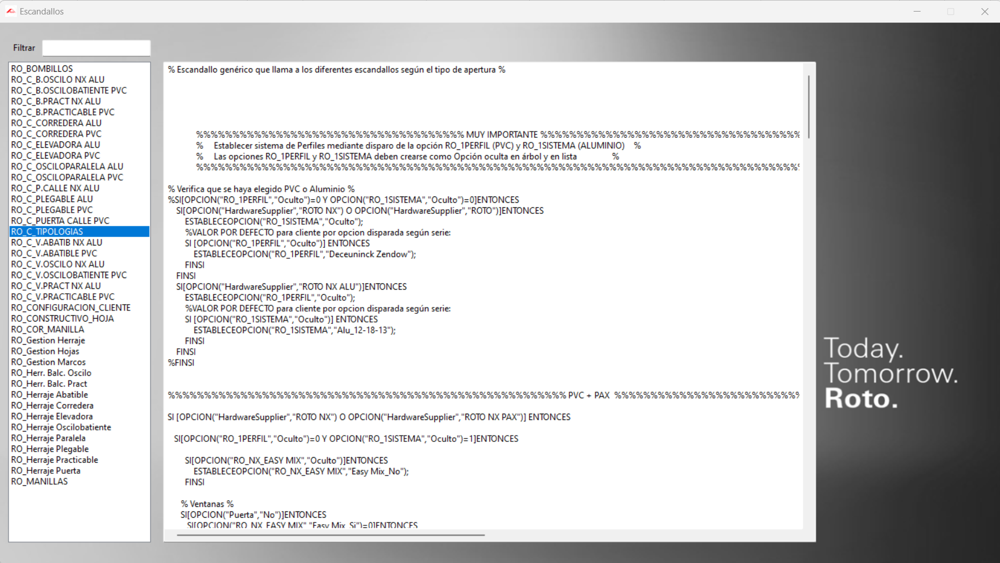 Escandallos
Filtrar
RO_BOMBILLOS
RO_C_B.OSCILO NX ALU
RO_C_B.OSCILOBATIENTE PVC
RO_C_B.PRACT NX ALU
RO_C_B.PRACTICABLE PVC
RO_C_CORREDERA ALU
RO_C_CORREDERA PVC
RO_C_ELEVADORA ALU
RO_C_ELEVADORA PVC
RO_C_OSCILOPARALELA ALU
RO_C_OSCILOPARALELA PVC
RO_C_P.CALLE NX ALU
RO_C_PLEGABLE ALU
RO_C_PLEGABLE PVC
RO_C_PUERTA CALLE PVC
RO_C_TIPOLOGIAS
RO_C_V.ABATIB NX ALU
RO_C_V.ABATIBLE PVC
RO_C_V.OSCILO NX ALU
RO_C_V.OSCILOBATIENTE PVC
RO_C_V.PRACT NX ALU
RO_C_V.PRACTICABLE PVC
RO_CONFIGURACION_CLIENTE
RO_CONSTRUCTIVO_HOJA
RO_COR_MANILLA
RO_Gestion Herraje
RO_Gestion Hojas
RO_Gestion Marcos
RO_Herr. Balc. Oscilo
RO_Herr. Balc. Pract
RO_Herraje Abatible
RO_Herraje Corredera
RO_Herraje Elevadora
RO_Herraje Oscilobatiente
RO_Herraje Paralela
RO_Herraje Plegable
RO_Herraje Practicable
RO_Herraje Puerta
RO_MANILLAS
% Escandallo genérico que llama a los diferentes escandallos según el tipo de apertura %
%%%%%%%%%%%%%%%%%%%%%%%%%%%%%%%%%%%%% MUY IMPORTANTE %%%%%%%%%%%%%%%%%%%%%%%%%%%%%%%%%%%%
% Establecer sistema de Perfiles mediante disparo de la opción RO_1PERFIL (PVC) y RO_1SISTEMA (ALUMINIO) %
% Las opciones RO_1PERFIL y RO_1SISTEMA deben crearse como Opción oculta en árbol y en lista %
%%%%%%%%%%%%%%%%%%%%%%%%%%%%%%%%%%%%%%%%%%%%%%%%%%%%%%%%%%%%%%%%%%%%%%%%%%%%%%%%%%%%%
% Verifica que se haya elegido PVC o Aluminio %
%SI[OPCION("RO_1PERFIL","Oculto")=0 Y OPCION("RO_1SISTEMA","Oculto")=0]ENTONCES
SI[OPCION("HardwareSupplier","ROTO NX") O OPCION("HardwareSupplier","ROTO")]ENTONCES
ESTABLECEOPCION("RO_1SISTEMA","Oculto");
%VALOR POR DEFECTO para cliente por opcion disparada según serie:
SI [OPCION("RO_1PERFIL","Oculto")] ENTONCES
ESTABLECEOPCION("RO_1PERFIL","Deceuninck Zendow");
FINSI
FINSI
SI[OPCION("HardwareSupplier","ROTO NX ALU")]ENTONCES
ESTABLECEOPCION("RO_1PERFIL","Oculto");
%VALOR POR DEFECTO para cliente por opcion disparada según serie:
SI [OPCION("RO_1SISTEMA","Oculto")] ENTONCES
ESTABLECEOPCION("RO_1SISTEMA","Alu_12-18-13");
FINSI
FINSI
%FINSI
%%%%%%%%%%%%%%%%%%%%%%%%%%%%%%%%%%%%%%%%%%%%%%%%%%%%%%% PVC + PAX %%%%%%%%%%%%%%%%%%%%%%%%%%
SI [OPCION("HardwareSupplier","ROTO NX") O OPCION("HardwareSupplier","ROTO NX PAX")] ENTONCES
SI[OPCION("RO_1PERFIL","Oculto")=0 Y OPCION("RO_1SISTEMA","Oculto")=1]ENTONCES
SI[OPCION("RO_NX_EASY MIX","Oculto")]ENTONCES
ESTABLECEOPCION("RO_NX_EASY MIX","Easy Mix_No");
FINSI
% Ventanas %
SI[OPCION("Puerta","No")]ENTONCES
SI[OPCION("RO_NX_EASY MIX","Easy Mix_Si")=0]ENTONCES
Today.
Tomorrow.
Roto.